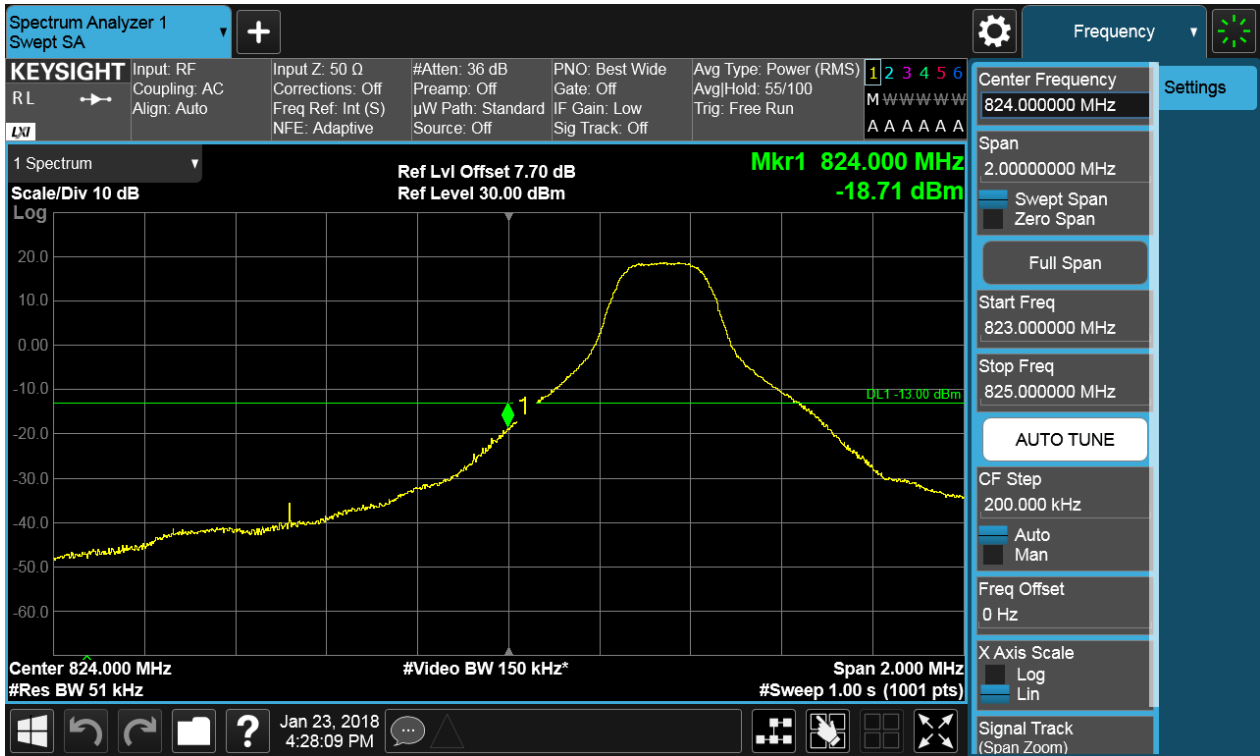 Spectrum Analyzer 1
Swept SA
+
Frequency
KEYSIGHT
R L
LXI
Input: RF
Coupling: AC
Align: Auto
Input Z: 50 Ω
Corrections: Off
Freq Ref: Int (S)
NFE: Adaptive
#Atten: 36 dB
Preamp: Off
µW Path: Standard
Source: Off
PNO: Best Wide
Gate: Off
IF Gain: Low
Sig Track: Off
Avg Type: Power (RMS)
Avg|Hold: 55/100
Trig: Free Run
1 2 3 4 5 6
M W W W W W
A A A A A A
1 Spectrum
Scale/Div 10 dB
Log
Ref Lvl Offset 7.70 dB
Ref Level 30.00 dBm
Mkr1 824.000 MHz
-18.71 dBm
20.0
10.0
0.00
-10.0
-20.0
-30.0
-40.0
-50.0
-60.0
DL1 -13.00 dBm
1
Center 824.000 MHz
#Res BW 51 kHz
#Video BW 150 kHz*
Span 2.000 MHz
#Sweep 1.00 s (1001 pts)
Center Frequency
824.000000 MHz
Span
2.00000000 MHz
Swept Span
Zero Span
Full Span
Start Freq
823.000000 MHz
Stop Freq
825.000000 MHz
AUTO TUNE
CF Step
200.000 kHz
Auto
Man
Freq Offset
0 Hz
X Axis Scale
Log
Lin
Signal Track
(Span Zoom)
Settings
?
Jan 23, 2018
4:28:09 PM